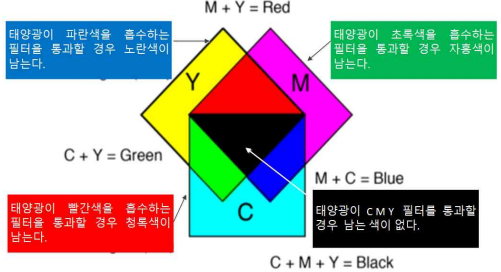 M + Y = Red
태양광이 파란색을 흡수하는
필터을 통과할 경우 노란색이
남는다.
태양광이 초록색을 흡수하는
필터을 통과할 경우 자홍색이
남는다.
Y
M
C + Y = Green
M + C = Blue
태양광이 빨간색을 흡수하는
필터을 통과할 경우 청록색이
남는다.
C
태양광이 C M Y 필터를 통과할
경우 남는 색이 없다.
C + M + Y = Black